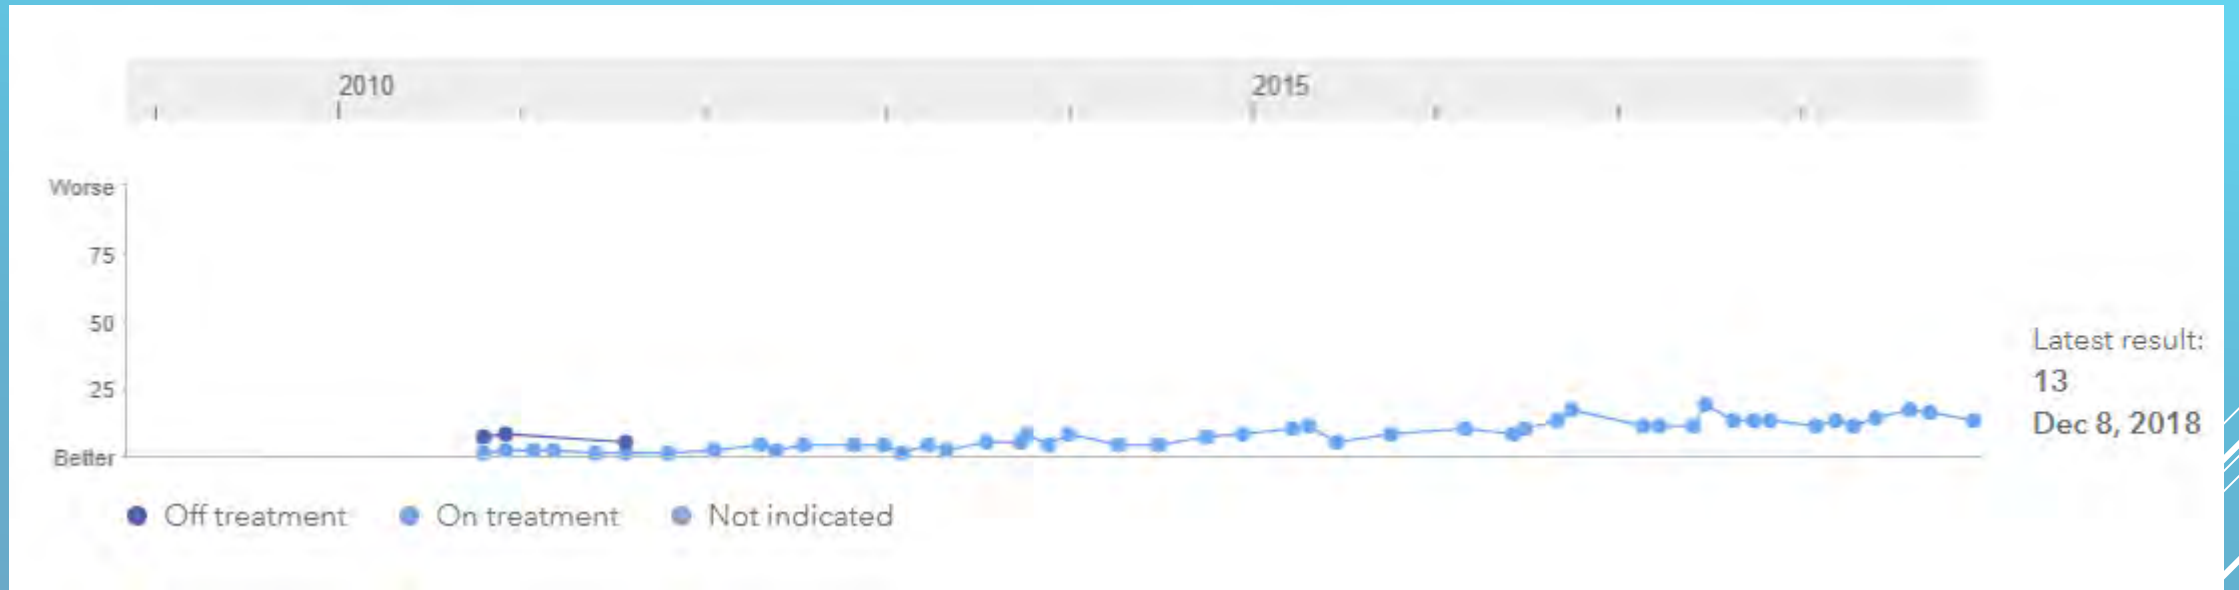 2010 2015
Worse
75
50
25
Better
Latest result:
13
Dec 8, 2018
Off treatment On treatment Not indicated